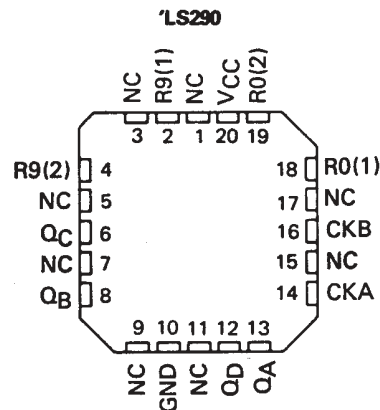 'LS290
NC R9(1) NC VCC R0(2)
3 2 1 20 19
R9(2) 4 18 R0(1)
NC 5 17 NC
QC 6 16 CKB
NC 7 15 NC
QB 8 14 CKA
9 10 11 12 13
NC GND NC QD QA